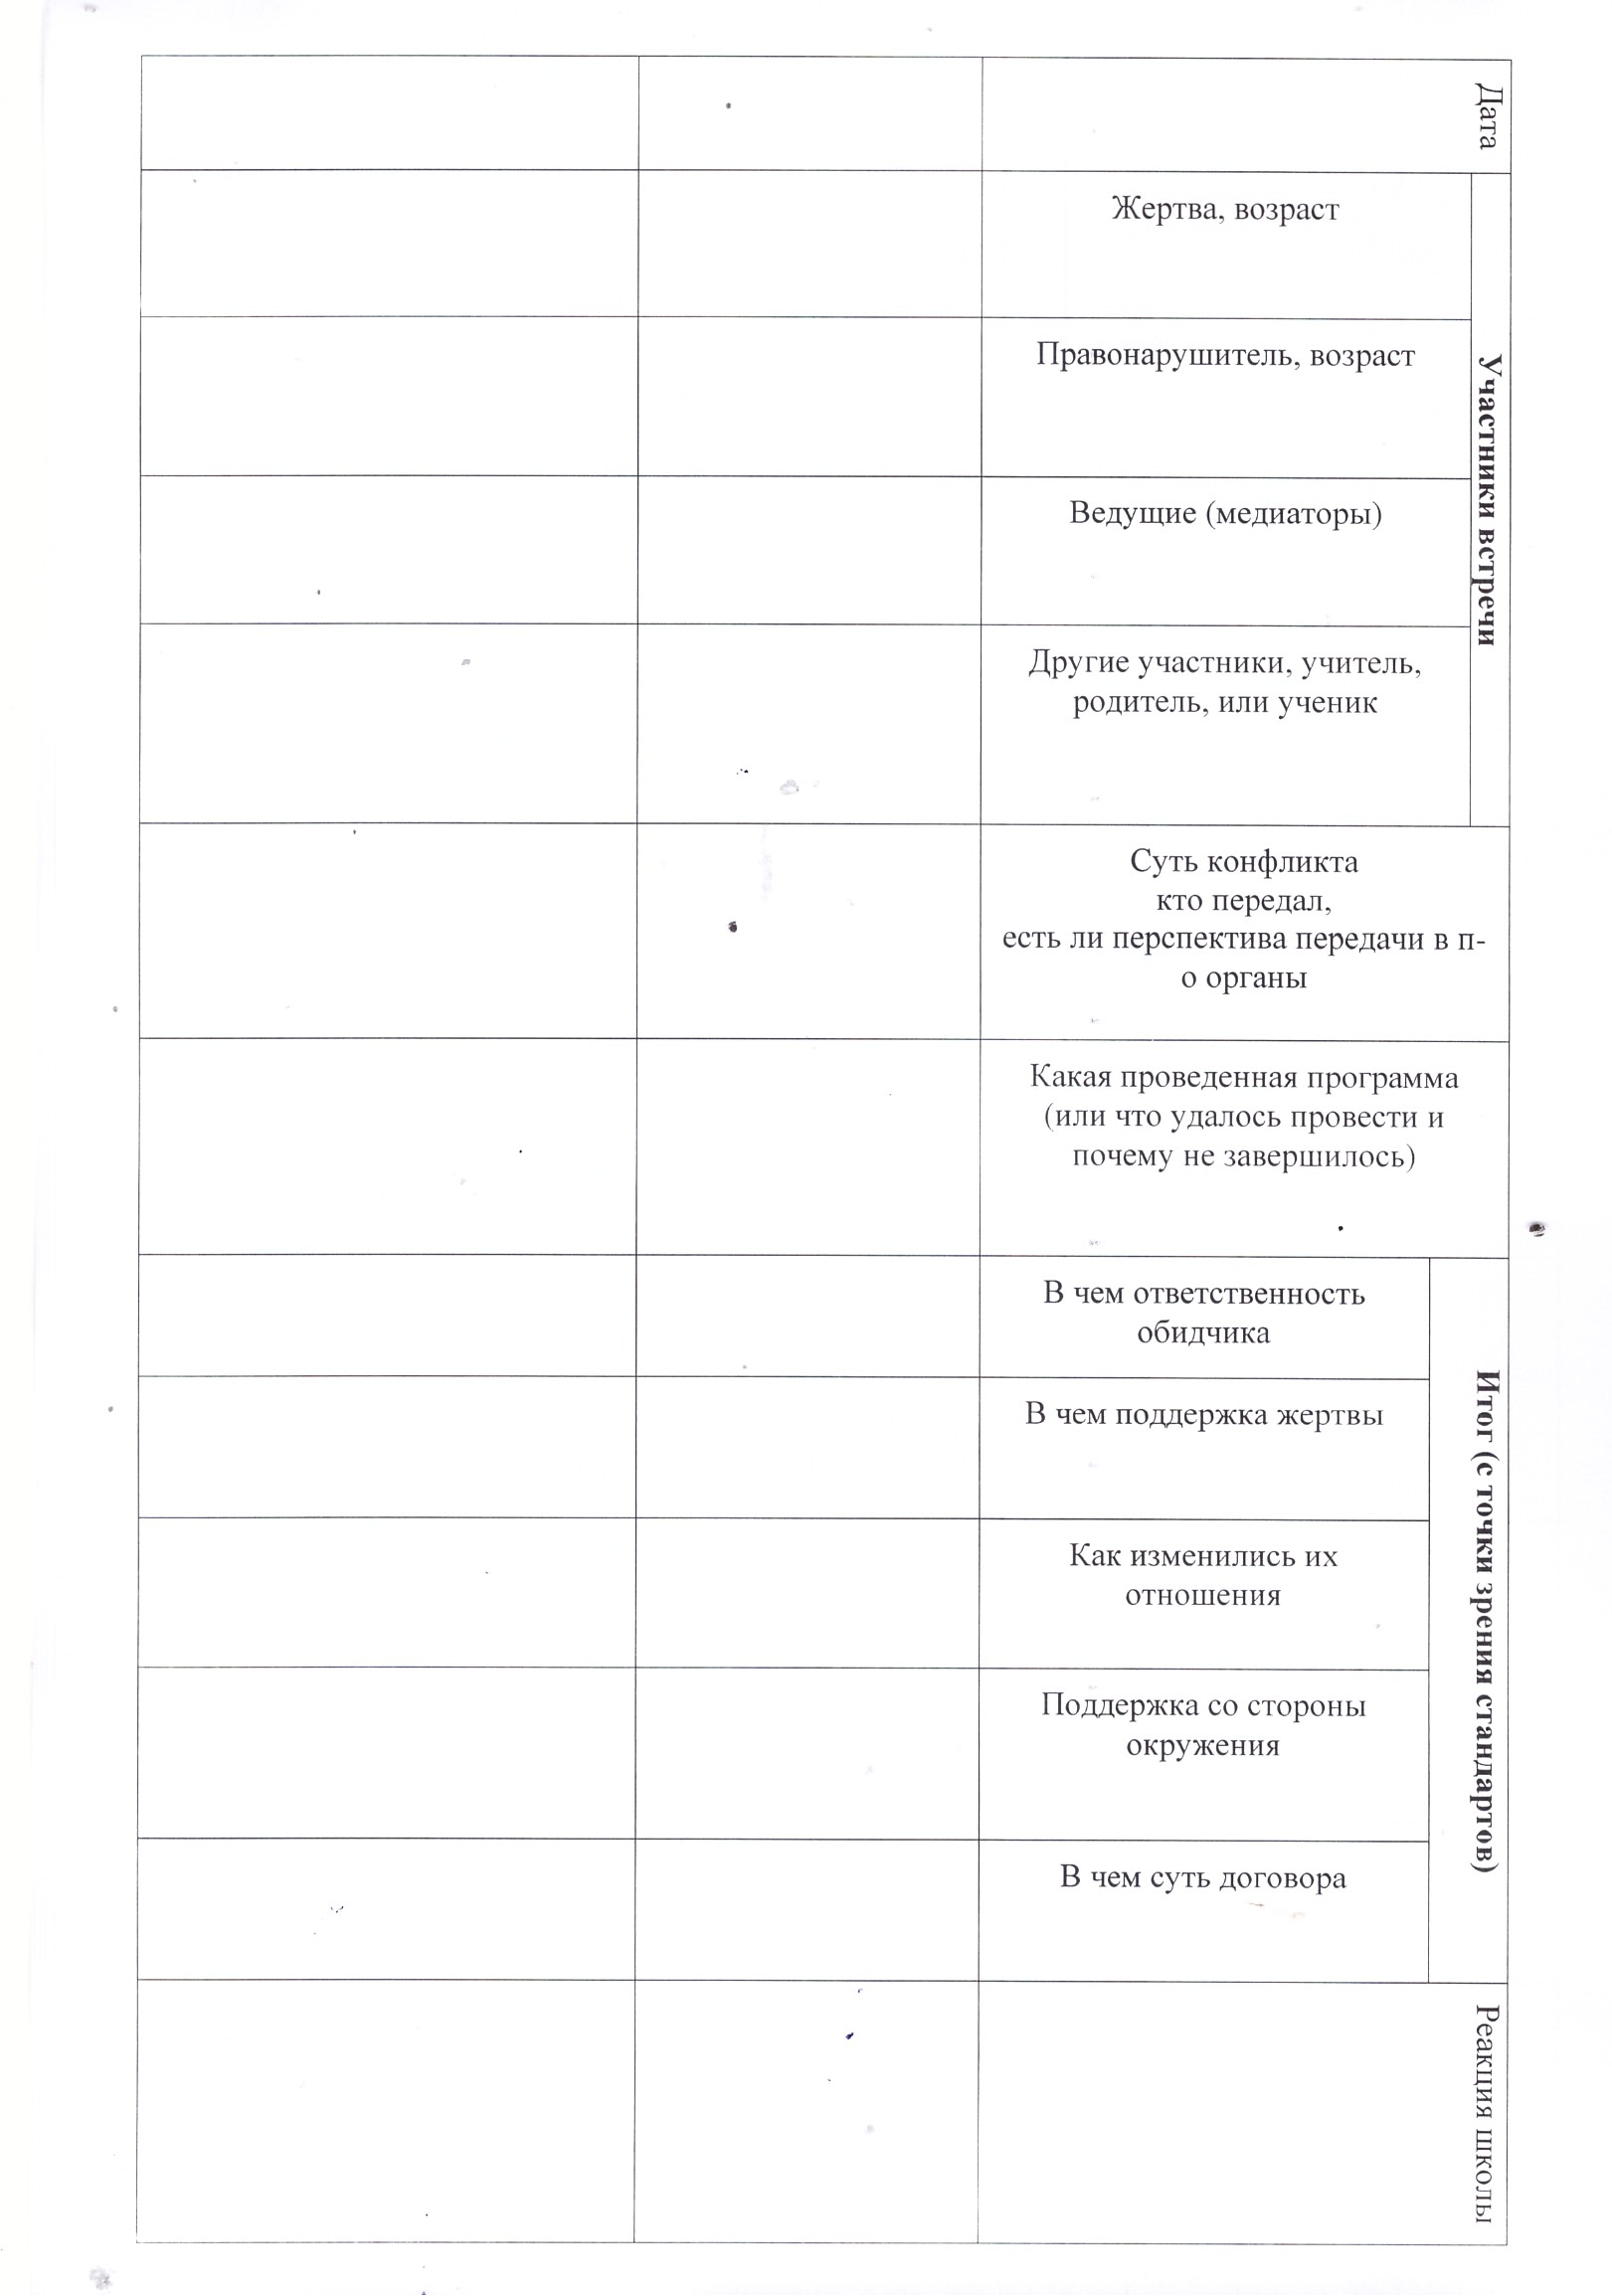 Дата
Участники встречи
Жертва, возраст
Правонарушитель, возраст
Ведущие (медиаторы)
Другие участники, учитель,
родитель, или ученик
Суть конфликта
кто передал,
есть ли перспектива передачи в п-
о органы
Какая проведенная программа
(или что удалось провести и
почему не завершилось)
Итог (с точки зрения стандартов)
В чем ответственность
обидчика
В чем поддержка жертвы
Как изменились их
отношения
Поддержка со стороны
окружения
В чем суть договора
Реакция школы